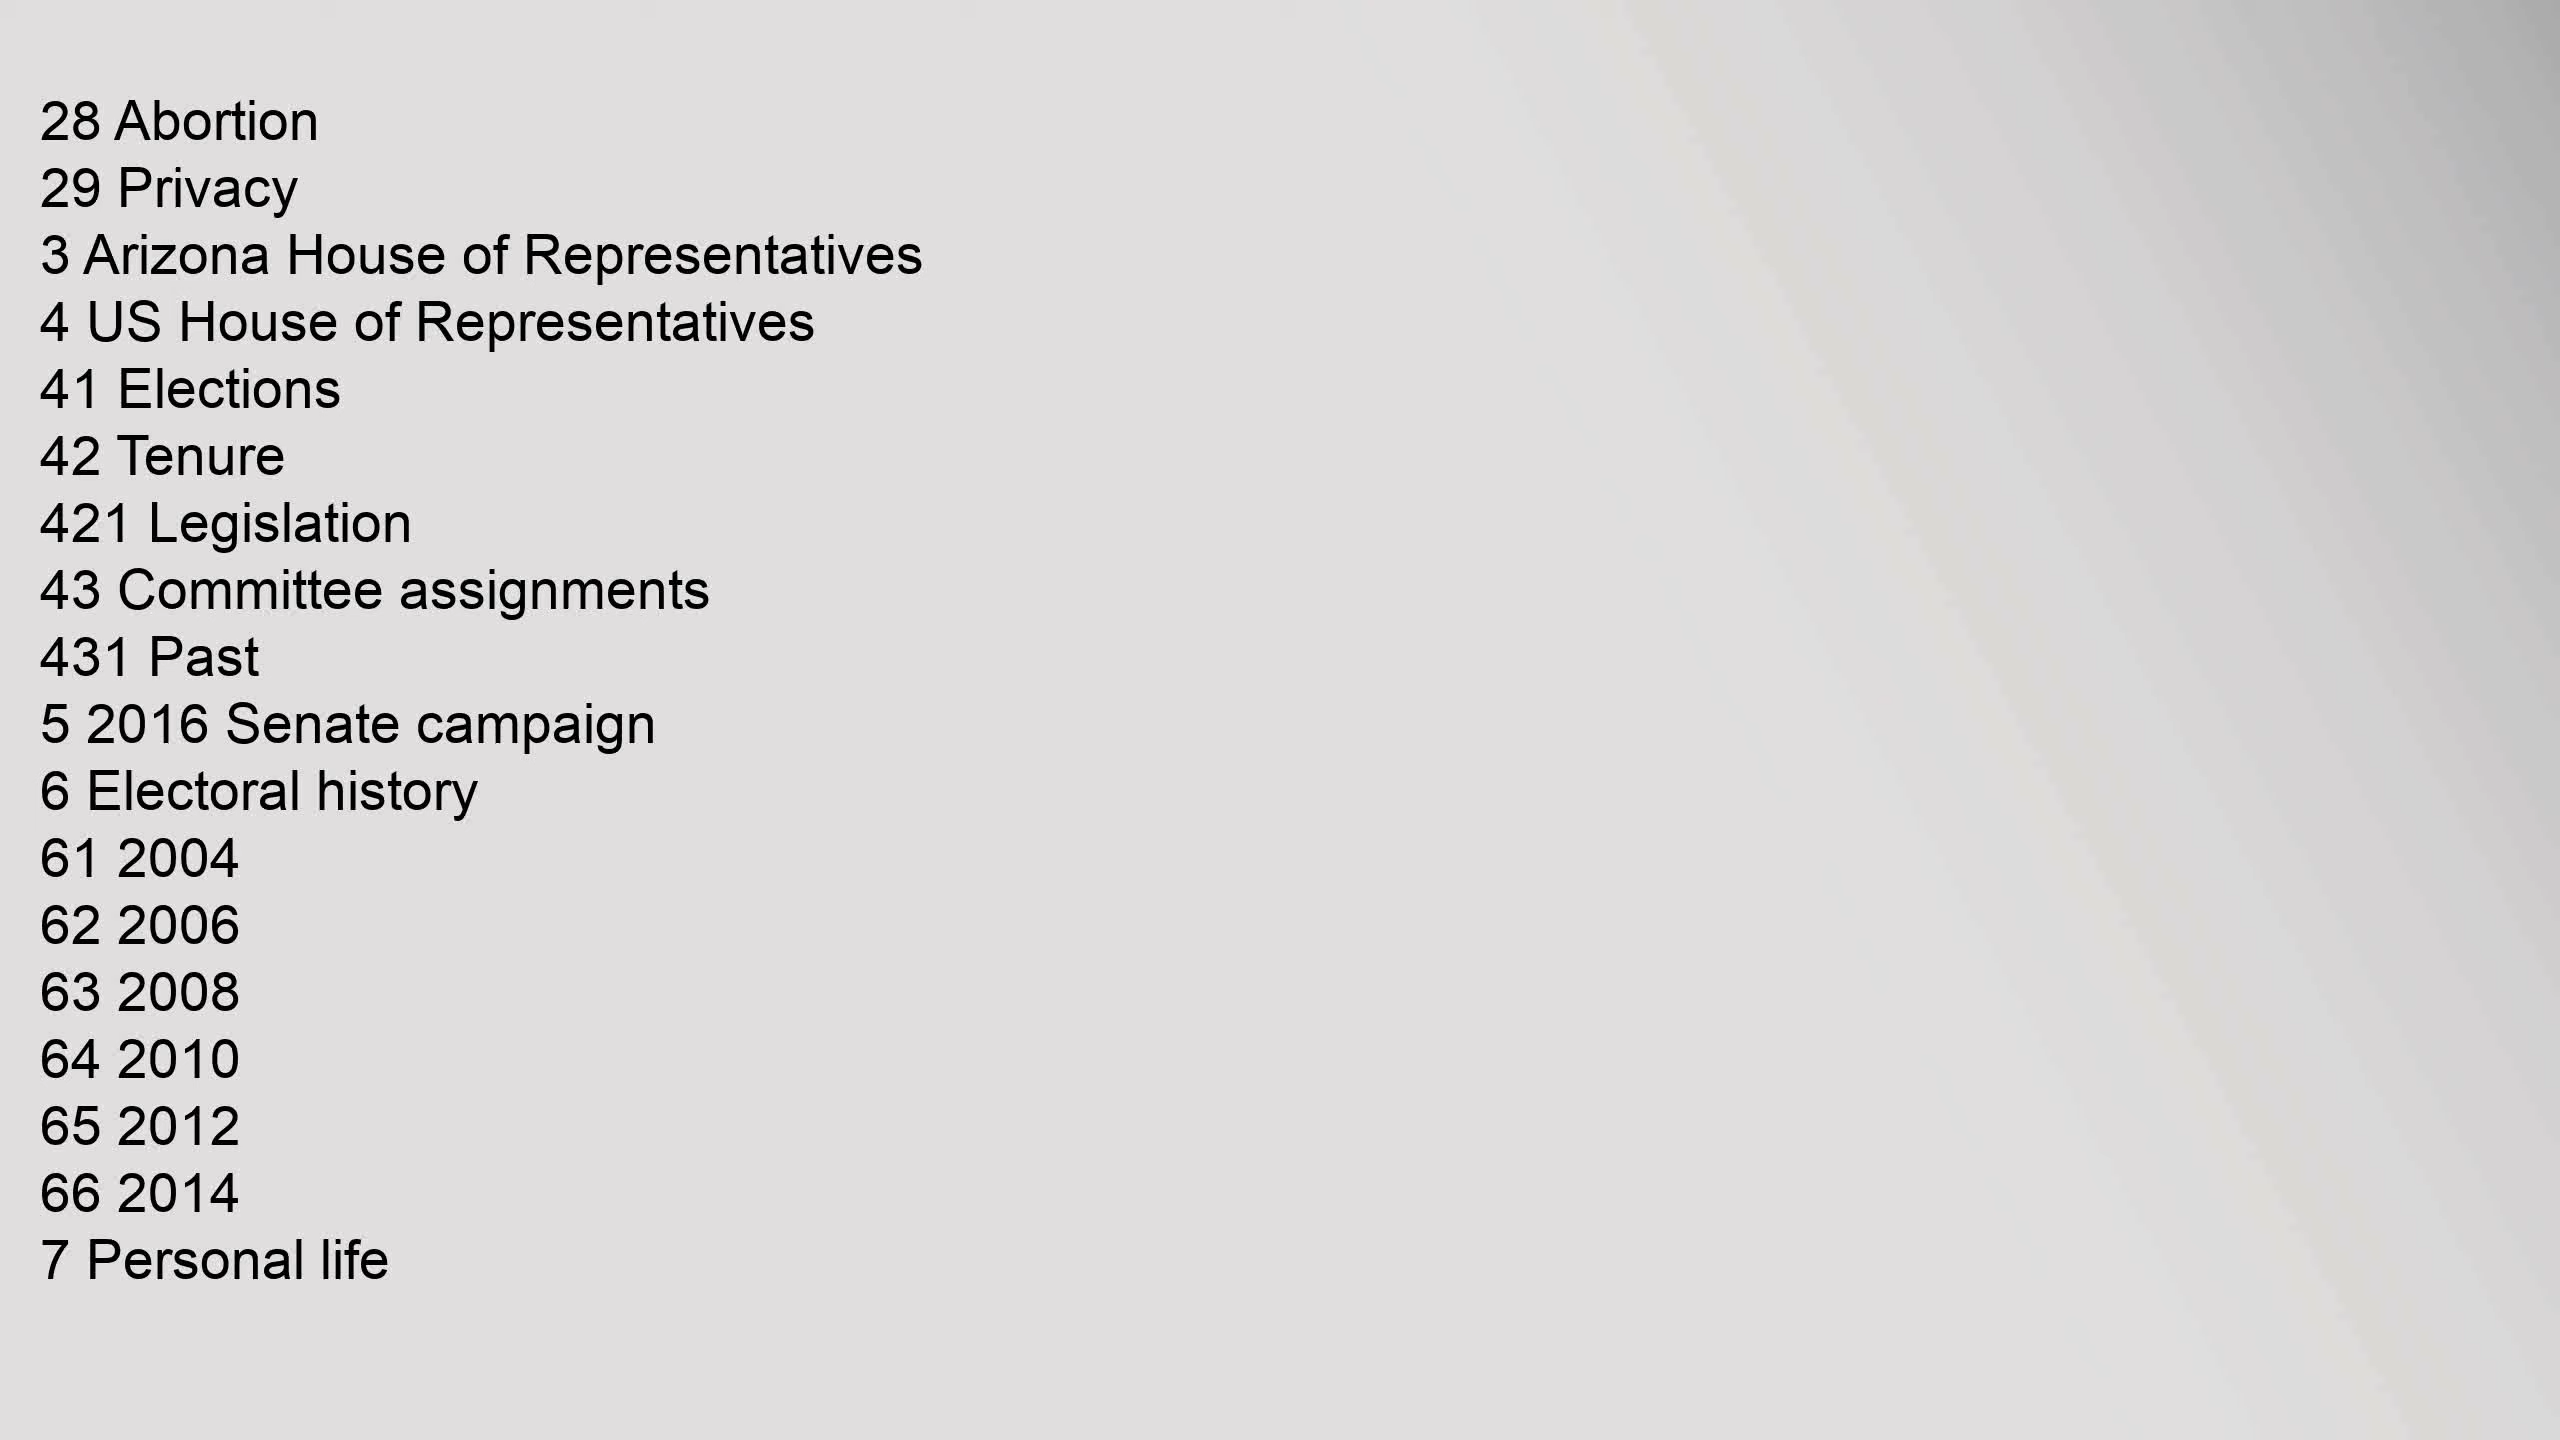 28 Abortion
29 Privacy
3 Arizona House of Representatives
4 US House of Representatives
41 Elections
42 Tenure
421 Legislation
43 Committee assignments
431 Past
5 2016 Senate campaign
6 Electoral history
61 2004
62 2006
63 2008
64 2010
65 2012
66 2014
7 Personal life